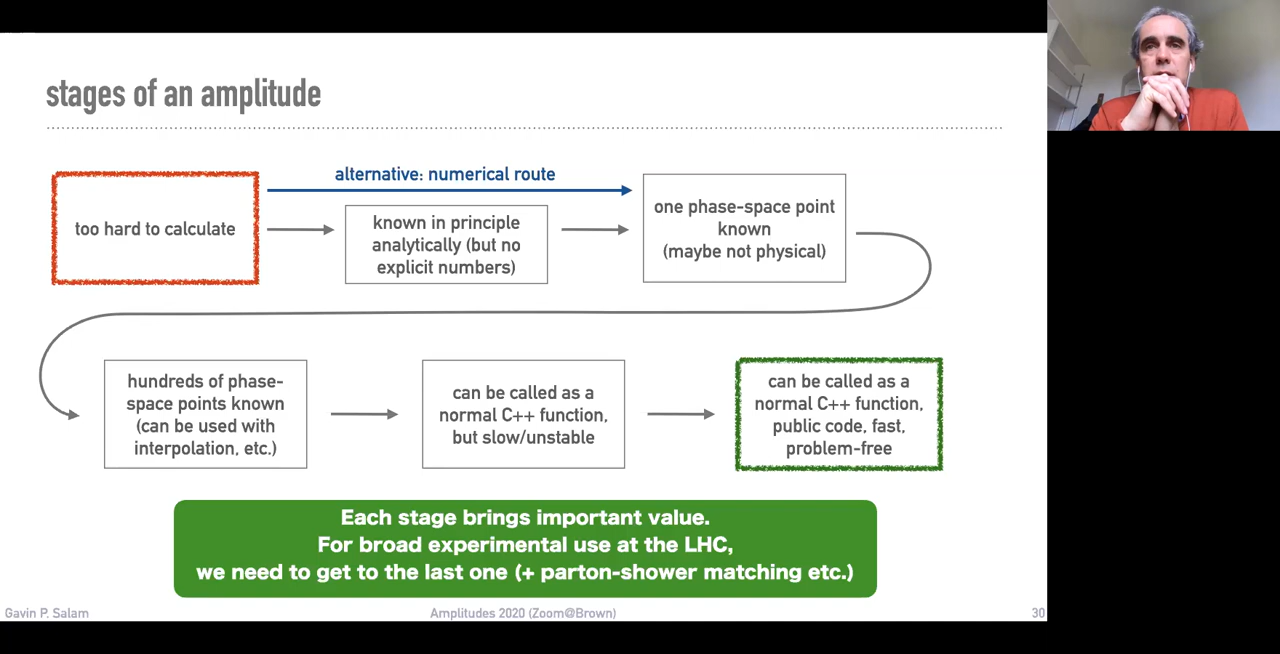 stages of an amplitude
alternative: numerical route
too hard to calculate
known in principle
analytically (but no
explicit numbers)
one phase-space point
known
(maybe not physical)
hundreds of phase-
space points known
(can be used with
interpolation, etc.)
can be called as a
normal C++ function,
but slow/unstable
can be called as a
normal C++ function,
public code, fast,
problem-free
Each stage brings important value.
For broad experimental use at the LHC,
we need to get to the last one (+ parton-shower matching etc.)
Gavin P. Salam
Amplitudes 2020 (Zoom@Brown)
30